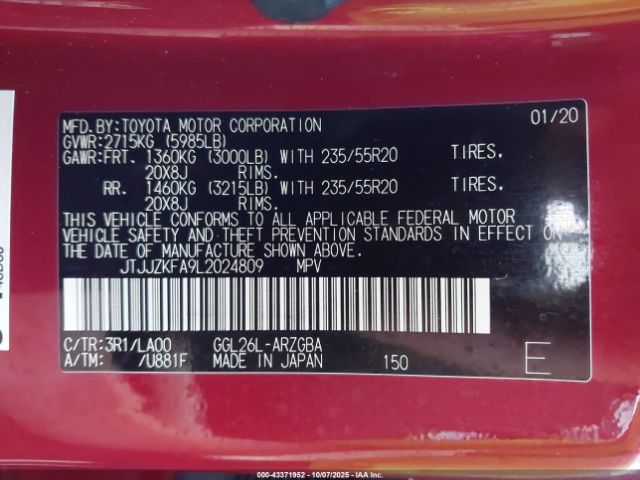 MFD.BY:TOYOTA MOTOR CORPORATION 01/20
GVWR:2715KG (5985LB)
GAWR:FRT. 1360KG (3000LB) WITH 235/55R20 TIRES.
20X8J RIMS.
RR. 1460KG (3215LB) WITH 235/55R20 TIRES.
20X8J RIMS.
THIS VEHICLE CONFORMS TO ALL APPLICABLE FEDERAL MOTOR
VEHICLE SAFETY AND THEFT PREVENTION STANDARDS IN EFFECT ON
THE DATE OF MANUFACTURE SHOWN ABOVE.
JTJJZKFA9L2024809 MPV
C/TR:3R1/LA00 GGL26L-ARZGBA
A/TM: /U881F MADE IN JAPAN 150 E
000-43371952 - 10/07/2025 - IAA Inc.